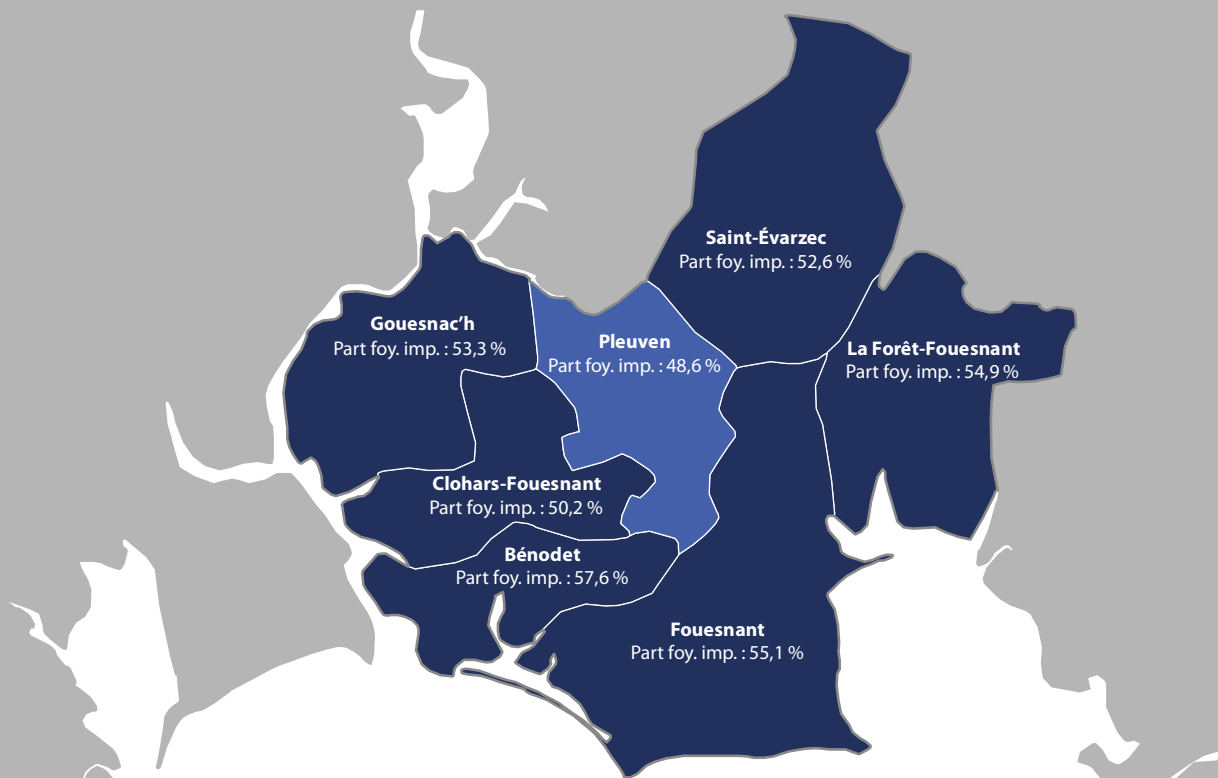 Saint-Évarzec
Part foy. imp. : 52,6 %
Gouesnac’h
Part foy. imp. : 53,3 %
Pleuven
Part foy. imp. : 48,6 %
La Forêt-Fouesnant
Part foy. imp. : 54,9 %
Clohars-Fouesnant
Part foy. imp. : 50,2 %
Bénodet
Part foy. imp. : 57,6 %
Fouesnant
Part foy. imp. : 55,1 %